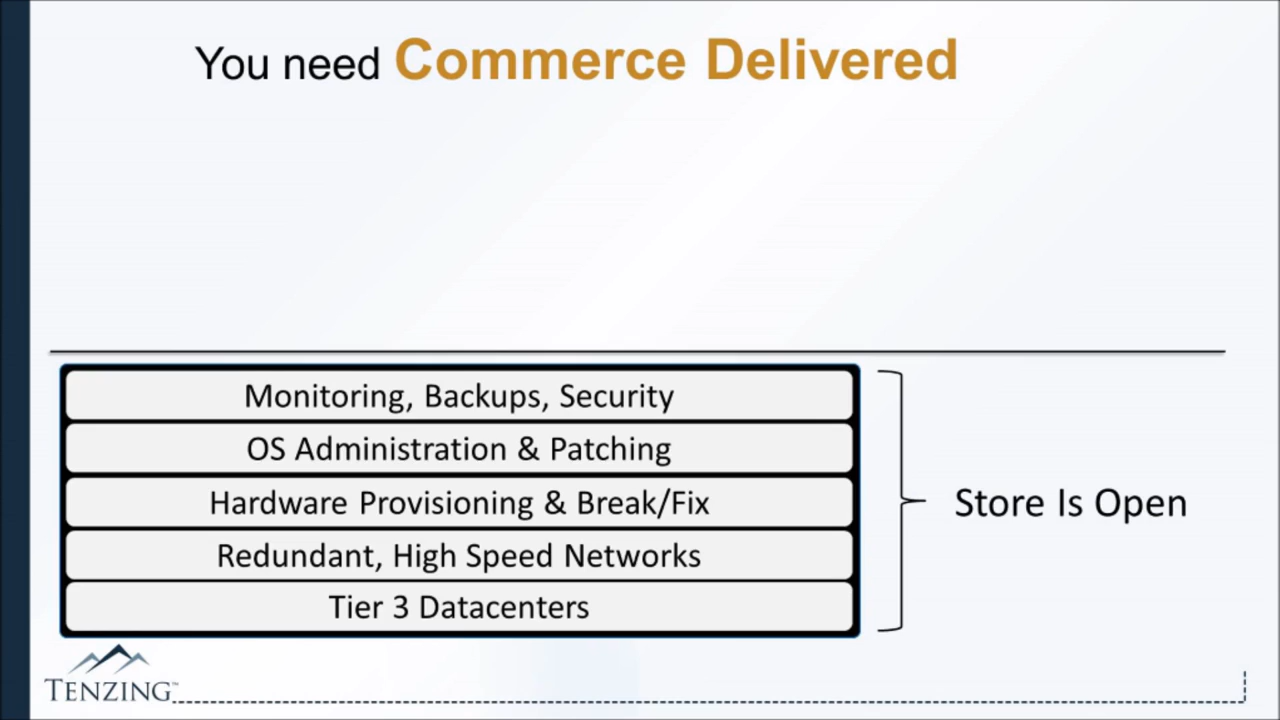 You need Commerce Delivered
Monitoring, Backups, Security
OS Administration & Patching
Hardware Provisioning & Break/Fix
Redundant, High Speed Networks
Tier 3 Datacenters
Store Is Open
TENZING™